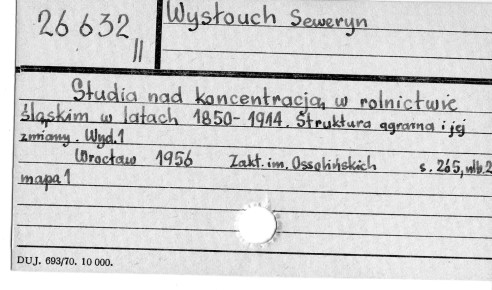 26 632
II
Wysłouch Seweryn
Studia nad koncentracją w rolnictwie
śląskim w latach 1850-1914. Struktura agrarna i jej
zmiany. Wyd.1
Wrocław 1956 Zakł. im. Ossolińskich s. 265, nlb. 2
mapa 1
DUJ. 693/70. 10 000.